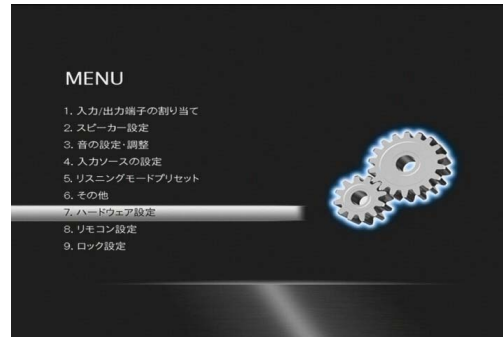 MENU
1. 入力/出力端子の割り当て
2. スピーカー設定
3. 音の設定・調整
4. 入力ソースの設定
5. リスニングモードプリセット
6. その他
7. ハードウェア設定
8. リモコン設定
9. ロック設定